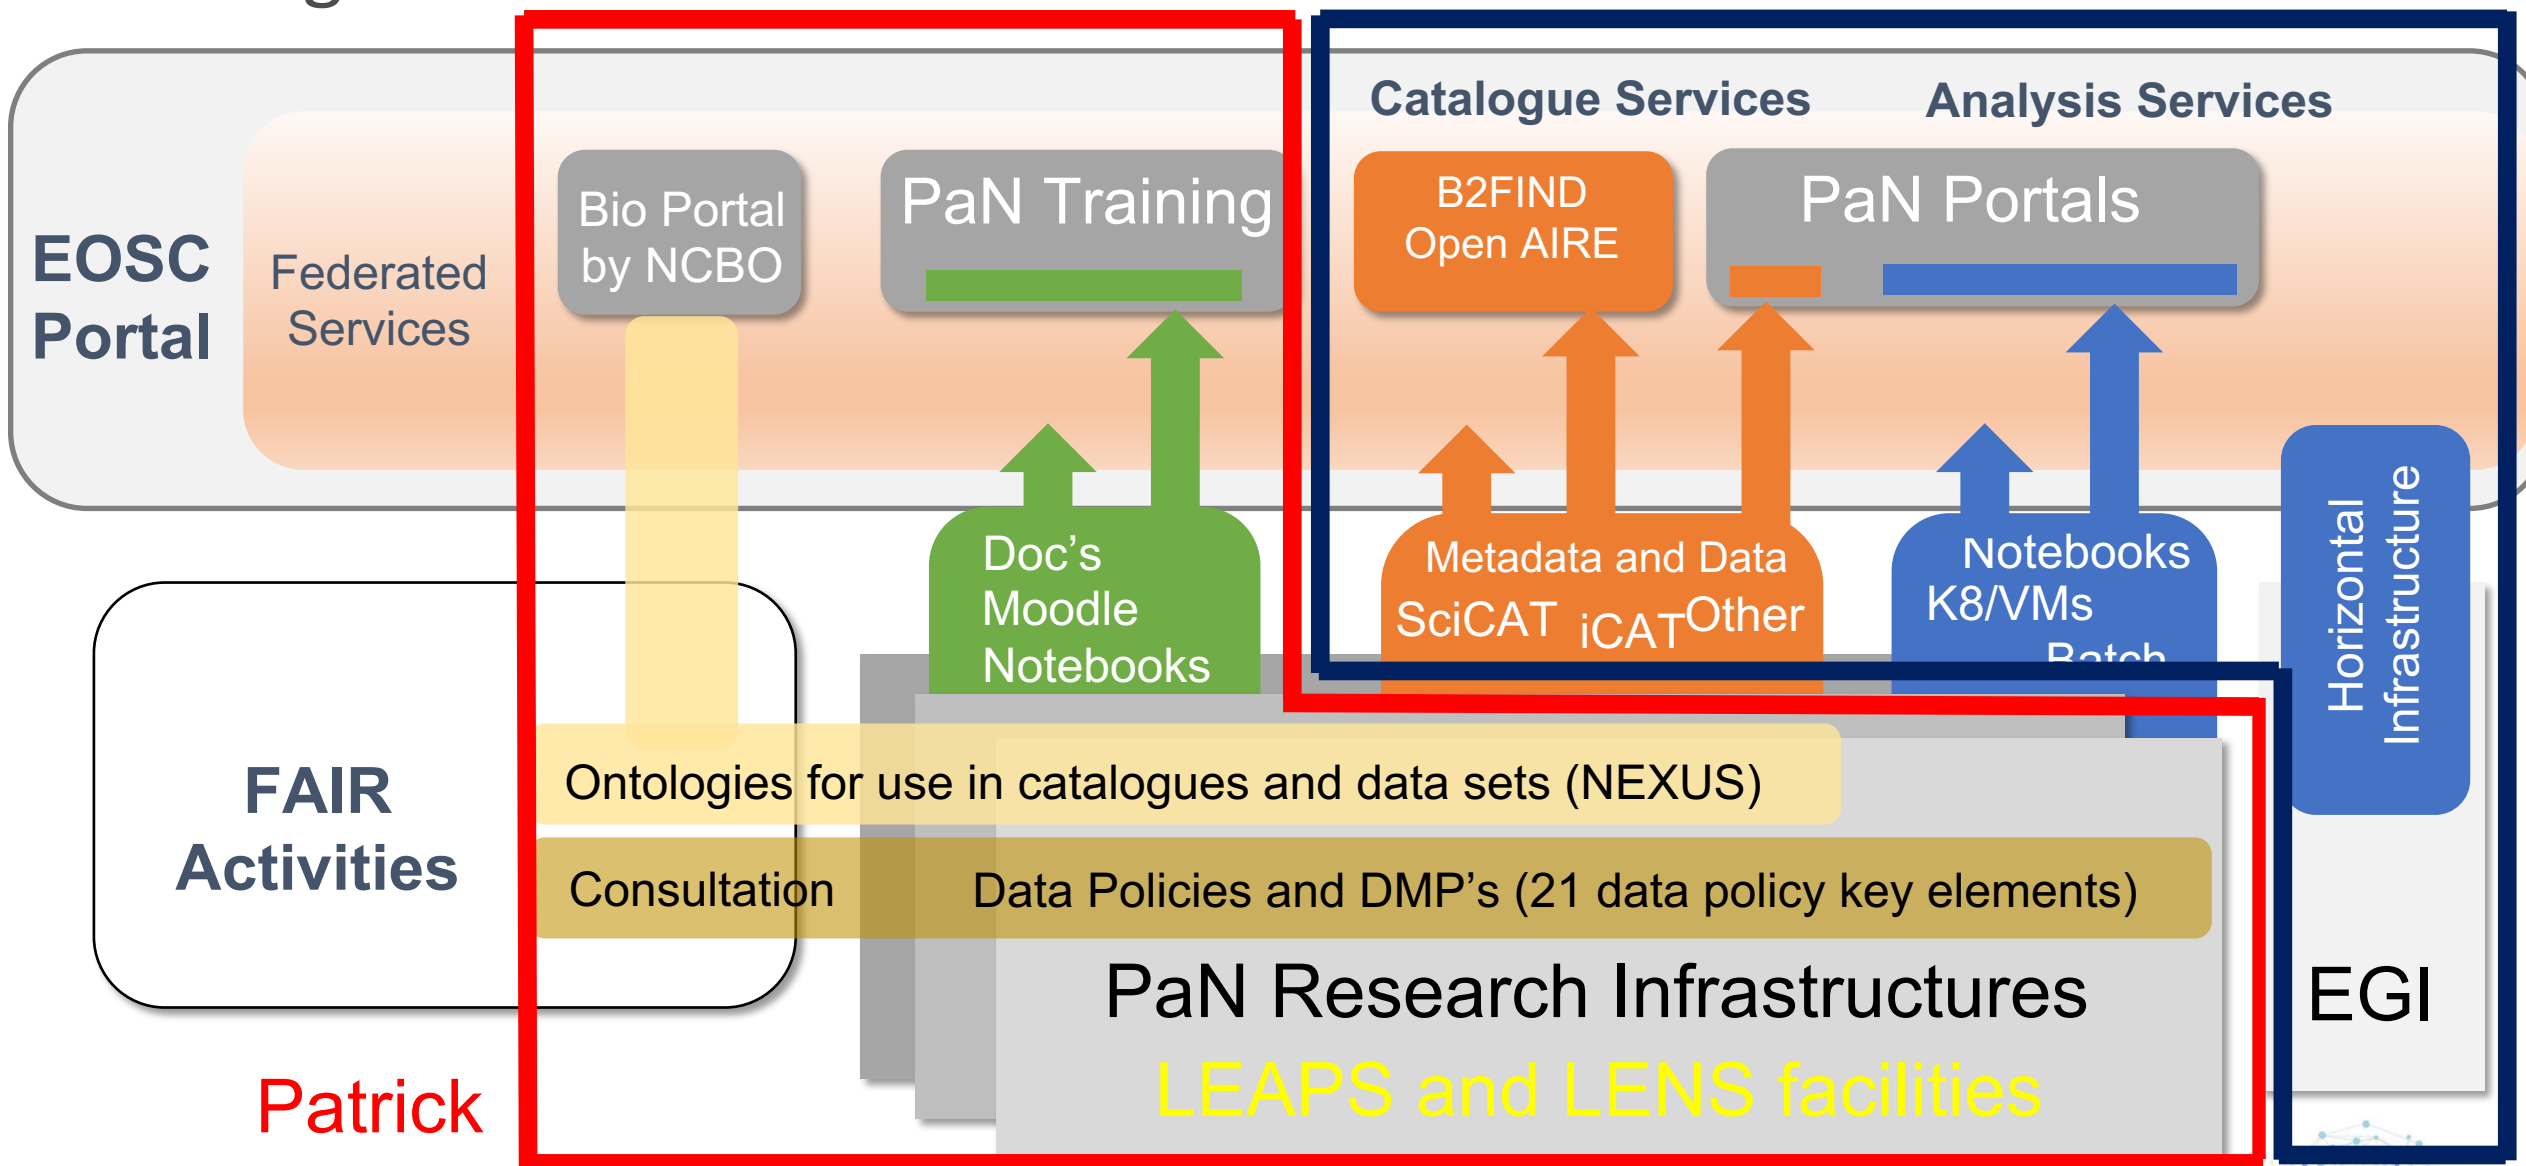 Catalogue Services
Analysis Services
EOSC
Portal
Federated
Services
Bio Portal
by NCBO
PaN Training
B2FIND
Open AIRE
PaN Portals
Doc's
Moodle
Notebooks
Metadata and Data
SciCAT iCAT Other
Notebooks
K8/VMs
Batch
Horizontal
Infrastructure
FAIR
Activities
Ontologies for use in catalogues and data sets (NEXUS)
Consultation
Data Policies and DMP's (21 data policy key elements)
PaN Research Infrastructures
LEAPS and LENS facilities
EGI
Patrick